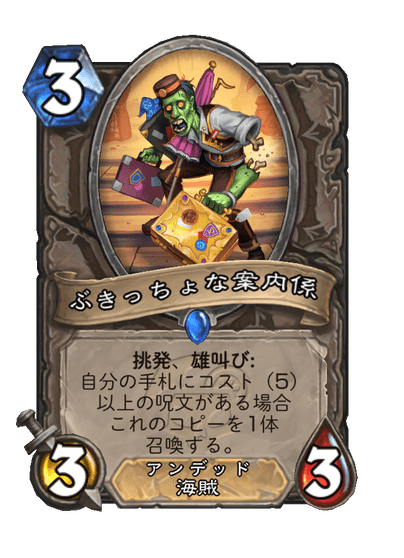 3
ぶきっちょな案内係
挑発、雄叫び:
自分の手札にコスト（5）
以上の呪文がある場合
これのコピーを1体
召喚する。
アンデッド
海賊
3
3